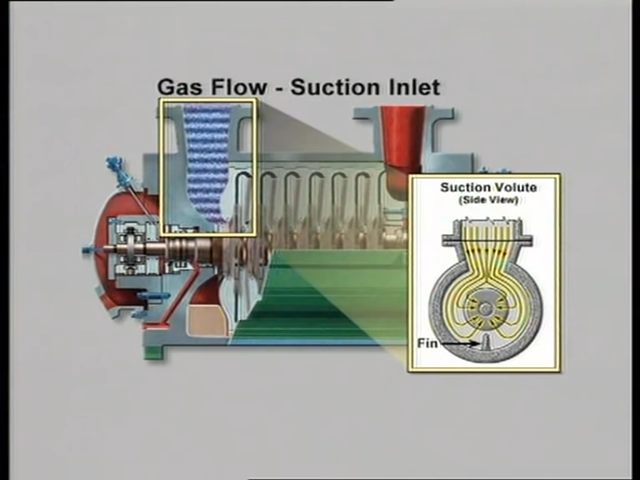 Gas Flow - Suction Inlet
Suction Volute
(Side View)
Fin